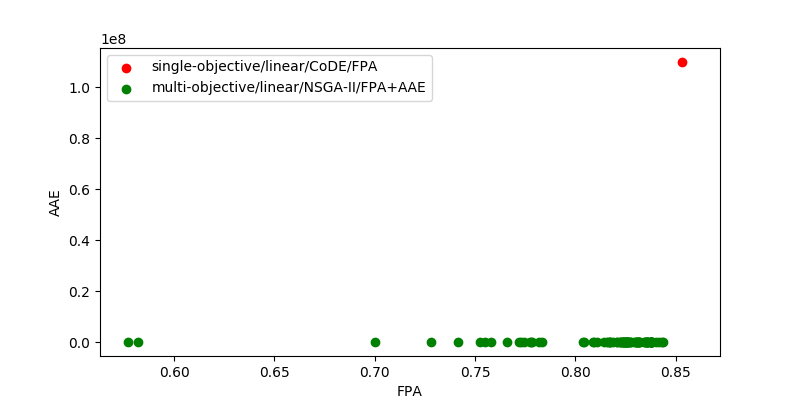 1e8
single-objective/linear/CoDE/FPA
multi-objective/linear/NSGA-II/FPA+AAE
1.0
0.8
0.6
0.4
0.2
0.0
AAE
0.60 0.65 0.70 0.75 0.80 0.85
FPA